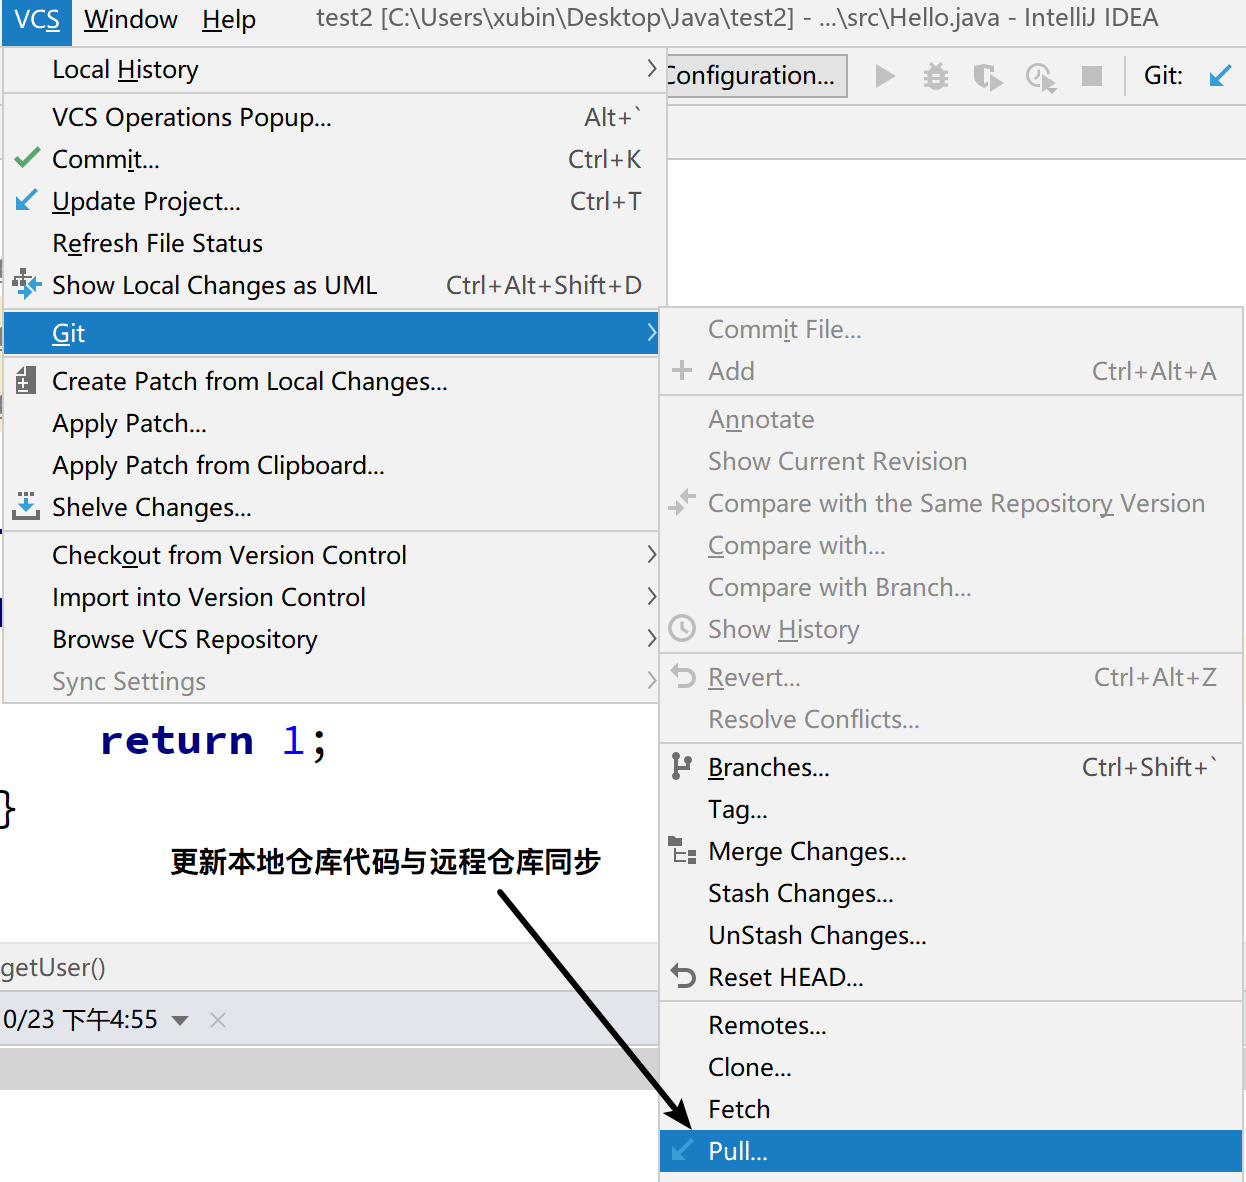 VCS Window Help test2 [C:\Users\xubin\Desktop\Java\test2] - ...\src\Hello.java - IntelliJ IDEA
Configuration... Git:
Local History
VCS Operations Popup... Alt+`
Commit... Ctrl+K
Update Project... Ctrl+T
Refresh File Status
Show Local Changes as UML Ctrl+Alt+Shift+D
Git
Create Patch from Local Changes...
Apply Patch...
Apply Patch from Clipboard...
Shelve Changes...
Checkout from Version Control
Import into Version Control
Browse VCS Repository
Sync Settings
Commit File...
Add Ctrl+Alt+A
Annotate
Show Current Revision
Compare with the Same Repository Version
Compare with...
Compare with Branch...
Show History
Revert... Ctrl+Alt+Z
Resolve Conflicts...
Branches... Ctrl+Shift+`
Tag...
Merge Changes...
Stash Changes...
UnStash Changes...
Reset HEAD...
Remotes...
Clone...
Fetch
Pull...
return 1;
}
更新本地仓库代码与远程仓库同步
getUser()
0/23 下午4:55